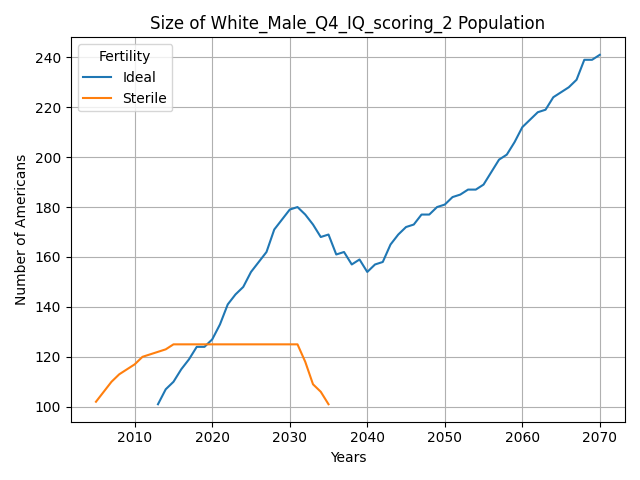 Size of White_Male_Q4_IQ_scoring_2 Population
Fertility
Ideal
Sterile
Number of Americans
240
220
200
180
160
140
120
100
2010 2020 2030 2040 2050 2060 2070
Years